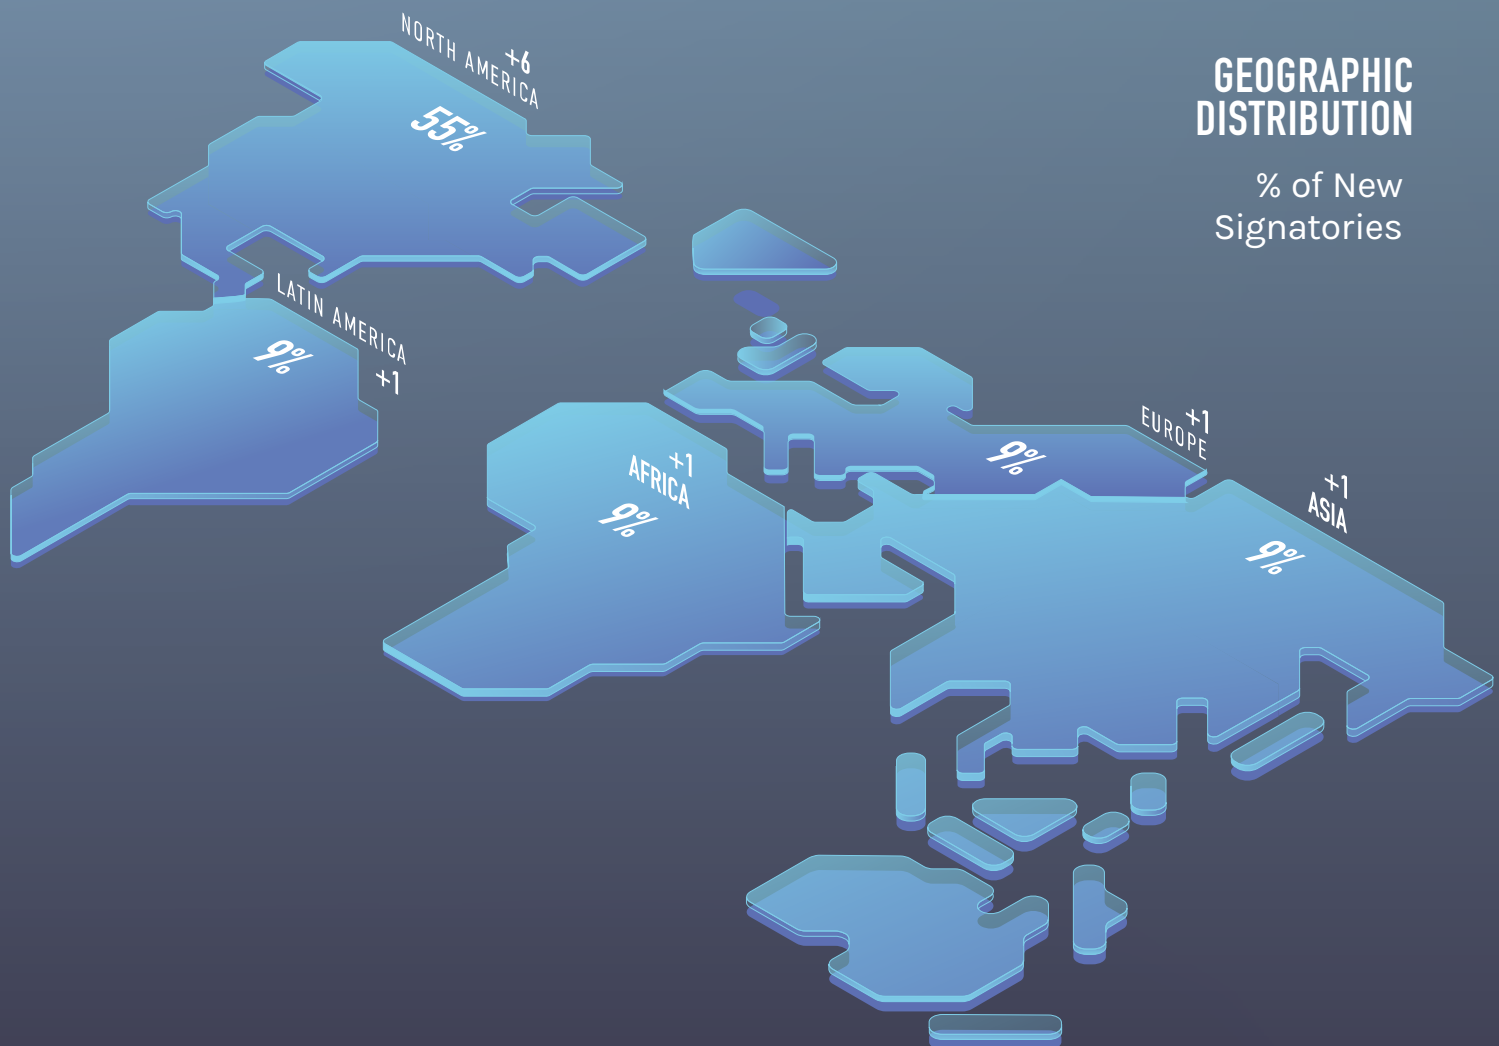 GEOGRAPHIC
DISTRIBUTION
% of New
Signatories
+6
NORTH AMERICA
55%
LATIN AMERICA
+1
9%
+1
AFRICA
9%
+1
EUROPE
9%
+1
ASIA
9%